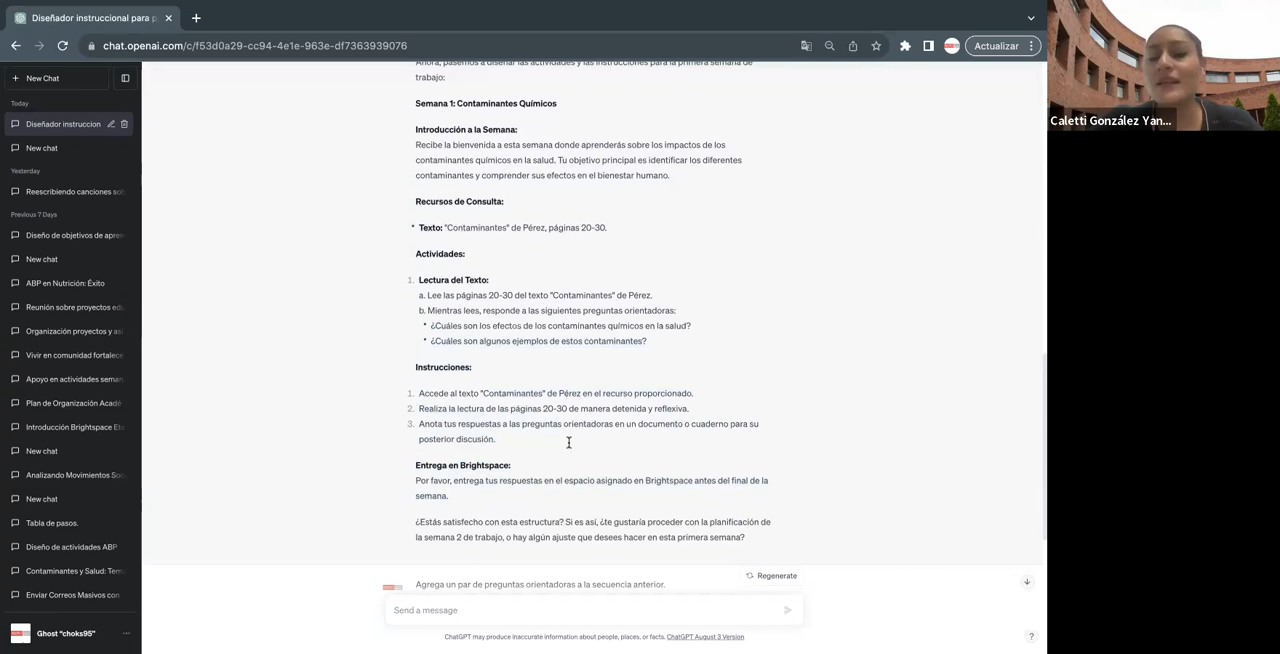 Diseñador instruccional para p
chat.openai.com/c/f53d0a29-cc94-4e1e-963e-df7363939076
Actualizar
New Chat
Today
Diseñador instruccion
New chat
Yesterday
Reescribiendo canciones sob
Previous 7 Days
Diseño de objetivos de apren
New chat
ABP en Nutrición: Éxito
Reunión sobre proyectos edu
Organización proyectos y asi
Vivir en comunidad fortalece
Apoyo en actividades seman
Plan de Organización Acadé
Introducción Brightspace Etn
New chat
Analizando Movimientos Soc
New chat
Tabla de pasos.
Diseño de actividades ABP
Contaminantes y Salud: Tema
Enviar Correos Masivos con
Ghost "choks95"
Ahora, pasemos a diseñar las actividades y las instrucciones para la primera semana de
trabajo:
Semana 1: Contaminantes Químicos
Introducción a la Semana:
Recibe la bienvenida a esta semana donde aprenderás sobre los impactos de los
contaminantes químicos en la salud. Tu objetivo principal es identificar los diferentes
contaminantes y comprender sus efectos en el bienestar humano.
Recursos de Consulta:
• Texto: "Contaminantes" de Pérez, páginas 20-30.
Actividades:
1. Lectura del Texto:
a. Lee las páginas 20-30 del texto "Contaminantes" de Pérez.
b. Mientras lees, responde a las siguientes preguntas orientadoras:
• ¿Cuáles son los efectos de los contaminantes químicos en la salud?
• ¿Cuáles son algunos ejemplos de estos contaminantes?
Instrucciones:
1. Accede al texto "Contaminantes" de Pérez en el recurso proporcionado.
2. Realiza la lectura de las páginas 20-30 de manera detenida y reflexiva.
3. Anota tus respuestas a las preguntas orientadoras en un documento o cuaderno para su
posterior discusión.
Entrega en Brightspace:
Por favor, entrega tus respuestas en el espacio asignado en Brightspace antes del final de la
semana.
¿Estás satisfecho con esta estructura? Si es así, ¿te gustaría proceder con la planificación de
la semana 2 de trabajo, o hay algún ajuste que desees hacer en esta primera semana?
Regenerate
Agrega un par de preguntas orientadoras a la secuencia anterior.
Send a message
ChatGPT may produce inaccurate information about people, places, or facts. ChatGPT August 3 Version
?
Caletti González Yan...